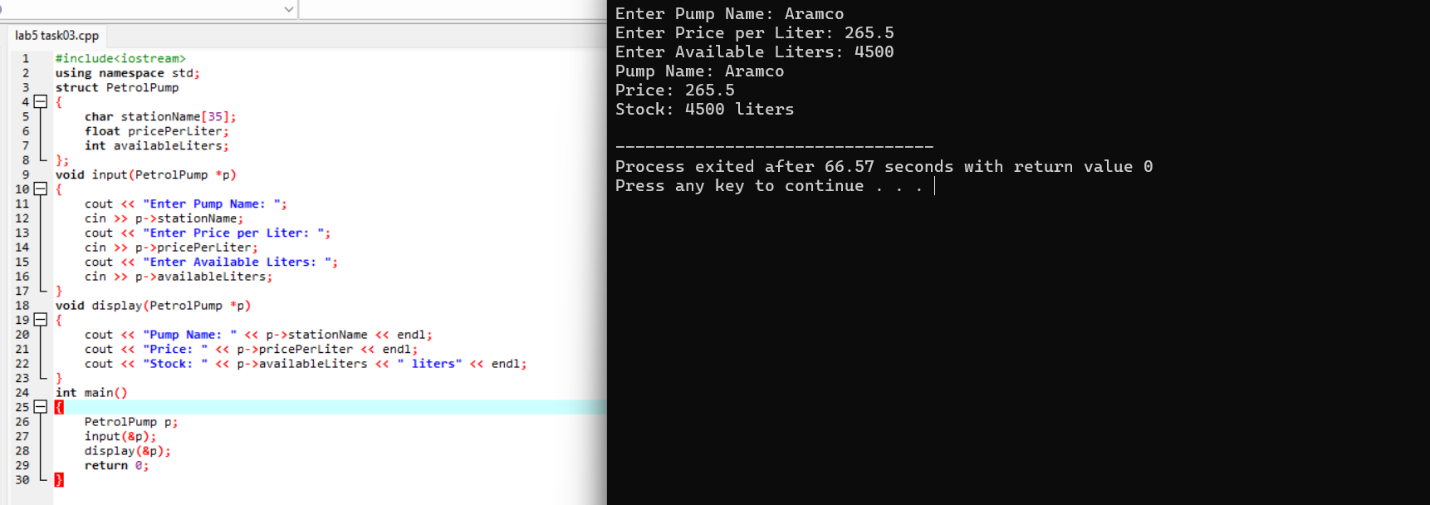 lab5 task03.cpp
1 #include<iostream>
2 using namespace std;
3 struct PetrolPump
4 {
5 char stationName[35];
6 float pricePerLiter;
7 int availableLiters;
8 };
9 void input(PetrolPump *p)
10 {
11 cout << "Enter Pump Name: ";
12 cin >> p->stationName;
13 cout << "Enter Price per Liter: ";
14 cin >> p->pricePerLiter;
15 cout << "Enter Available Liters: ";
16 cin >> p->availableLiters;
17 }
18 void display(PetrolPump *p)
19 {
20 cout << "Pump Name: " << p->stationName << endl;
21 cout << "Price: " << p->pricePerLiter << endl;
22 cout << "Stock: " << p->availableLiters << " liters" << endl;
23 }
24 int main()
25 {
26 PetrolPump p;
27 input(&p);
28 display(&p);
29 return 0;
30 }
Enter Pump Name: Aramco
Enter Price per Liter: 265.5
Enter Available Liters: 4500
Pump Name: Aramco
Price: 265.5
Stock: 4500 liters
--------------------------------
Process exited after 66.57 seconds with return value 0
Press any key to continue . . .